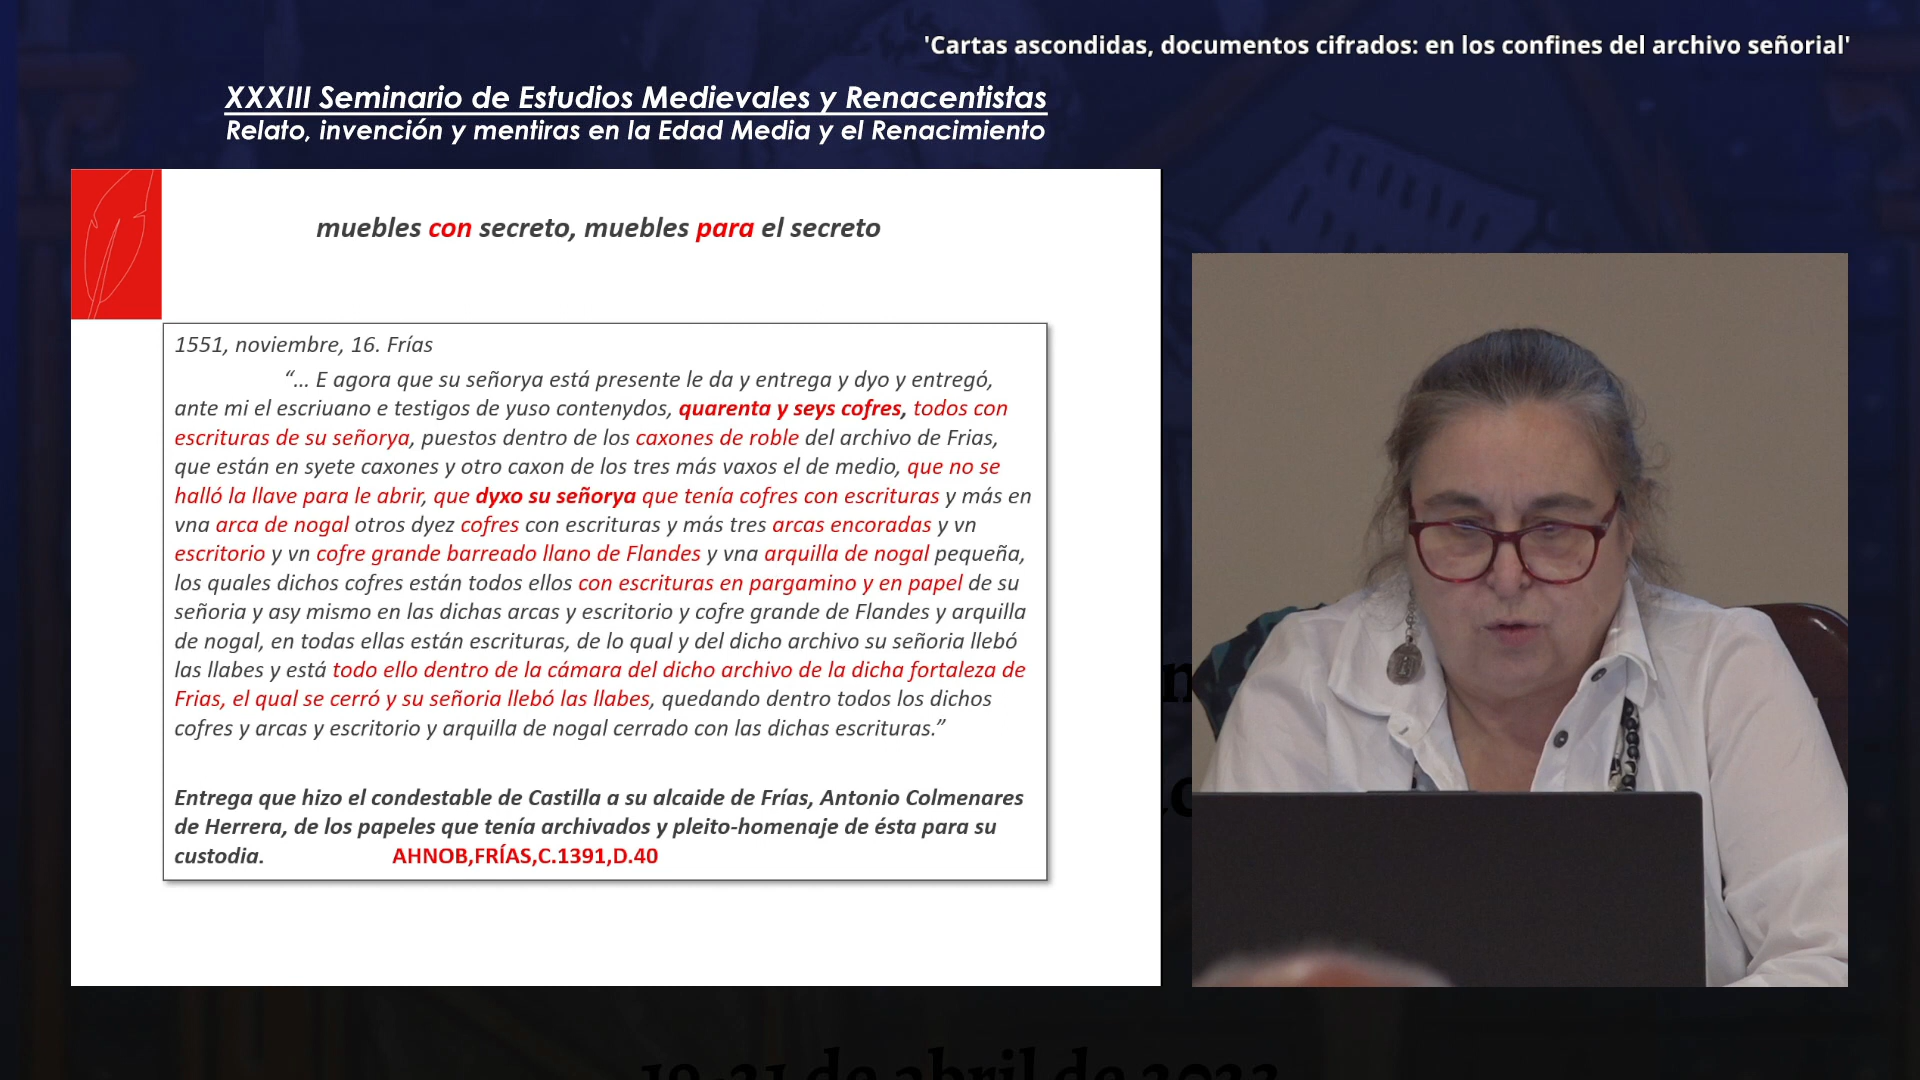 'Cartas ascondidas, documentos cifrados: en los confines del archivo señorial'
XXXIII Seminario de Estudios Medievales y Renacentistas
Relato, invención y mentiras en la Edad Media y el Renacimiento
muebles con secreto, muebles para el secreto
1551, noviembre, 16. Frías
“... E agora que su señorya está presente le da y entrega y dyo y entregó,
ante mi el escriuano e testigos de yuso contenydos, quarenta y seys cofres, todos con
escrituras de su señorya, puestos dentro de los caxones de roble del archivo de Frias,
que están en syete caxones y otro caxon de los tres más vaxos el de medio, que no se
halló la llave para le abrir, que dyxo su señorya que tenía cofres con escrituras y más en
vna arca de nogal otros dyez cofres con escrituras y más tres arcas encoradas y vn
escritorio y vn cofre grande barreado llano de Flandes y vna arquilla de nogal pequeña,
los quales dichos cofres están todos ellos con escrituras en pargamino y en papel de su
señoria y asy mismo en las dichas arcas y escritorio y cofre grande de Flandes y arquilla
de nogal, en todas ellas están escrituras, de lo qual y del dicho archivo su señoria llebó
las llabes y está todo ello dentro de la cámara del dicho archivo de la dicha fortaleza de
Frias, el qual se cerró y su señoria llebó las llabes, quedando dentro todos los dichos
cofres y arcas y escritorio y arquilla de nogal cerrado con las dichas escrituras.”
Entrega que hizo el condestable de Castilla a su alcaide de Frías, Antonio Colmenares
de Herrera, de los papeles que tenía archivados y pleito-homenaje de ésta para su
custodia. AHNOB,FRÍAS,C.1391,D.40
19-21 de abril de 2023